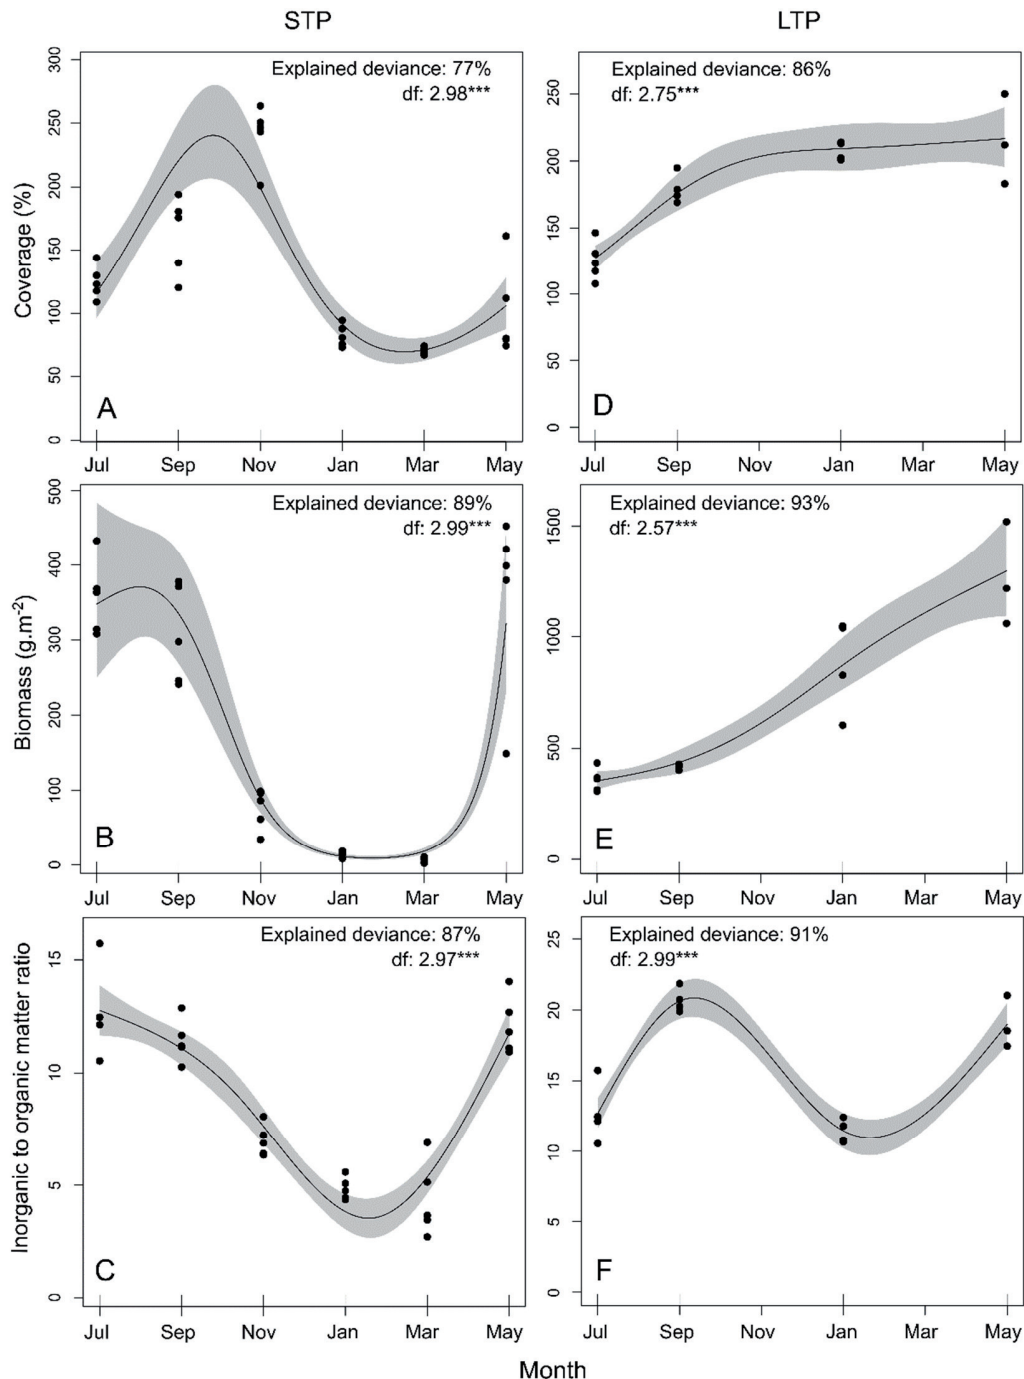 STP
LTP
Explained deviance: 77%
df: 2.98***
Coverage (%)
300
250
200
150
100
50
0
A
Jul Sep Nov Jan Mar May
Explained deviance: 86%
df: 2.75***
250
200
150
100
50
0
D
Jul Sep Nov Jan Mar May
Explained deviance: 89%
df: 2.99***
Biomass (g.m-2)
500
400
300
200
100
0
B
Jul Sep Nov Jan Mar May
Explained deviance: 93%
df: 2.57***
1500
1000
500
0
E
Jul Sep Nov Jan Mar May
Explained deviance: 87%
df: 2.97***
Inorganic to organic matter ratio
15
10
5
0
C
Jul Sep Nov Jan Mar May
Explained deviance: 91%
df: 2.99***
25
20
15
10
5
0
F
Jul Sep Nov Jan Mar May
Month